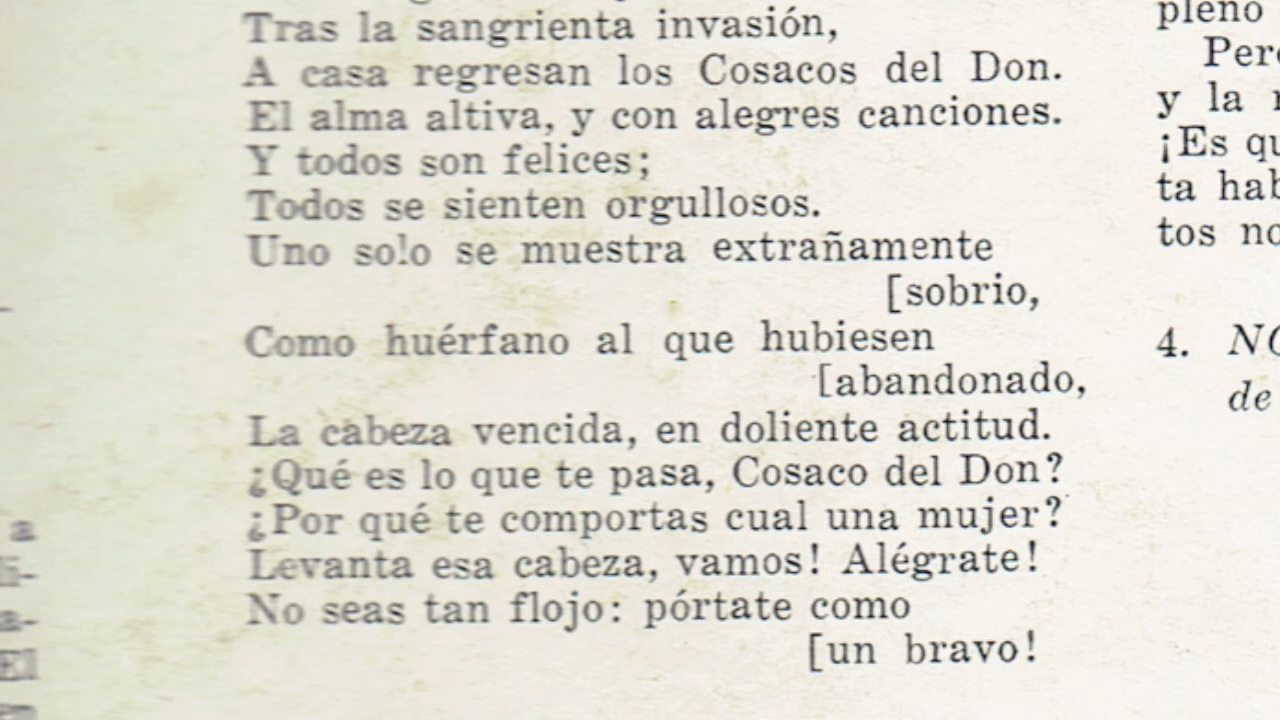 Tras la sangrienta invasión,
A casa regresan los Cosacos del Don.
El alma altiva, y con alegres canciones.
Y todos son felices;
Todos se sienten orgullosos.
Uno solo se muestra extrañamente
[sobrio,
Como huérfano al que hubiesen
[abandonado,
La cabeza vencida, en doliente actitud.
¿Qué es lo que te pasa, Cosaco del Don?
¿Por qué te comportas cual una mujer?
Levanta esa cabeza, vamos! Alégrate!
No seas tan flojo: pórtate como
[un bravo!
a
li-
a-
El
pleno
y la
¡Es
ta
tos
4.
de